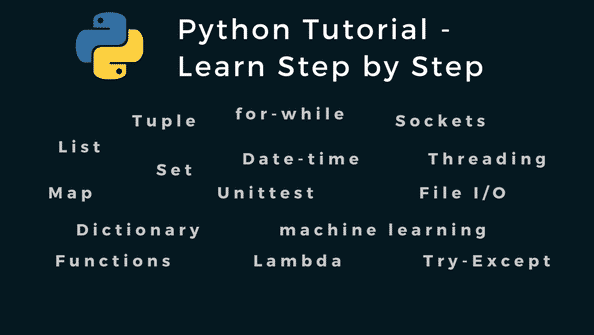 Python Tutorial -
Learn Step by Step
Tuple for-while Sockets
List Set Date-time Threading
Map Unittest File I/O
Dictionary machine learning
Functions Lambda Try-Except